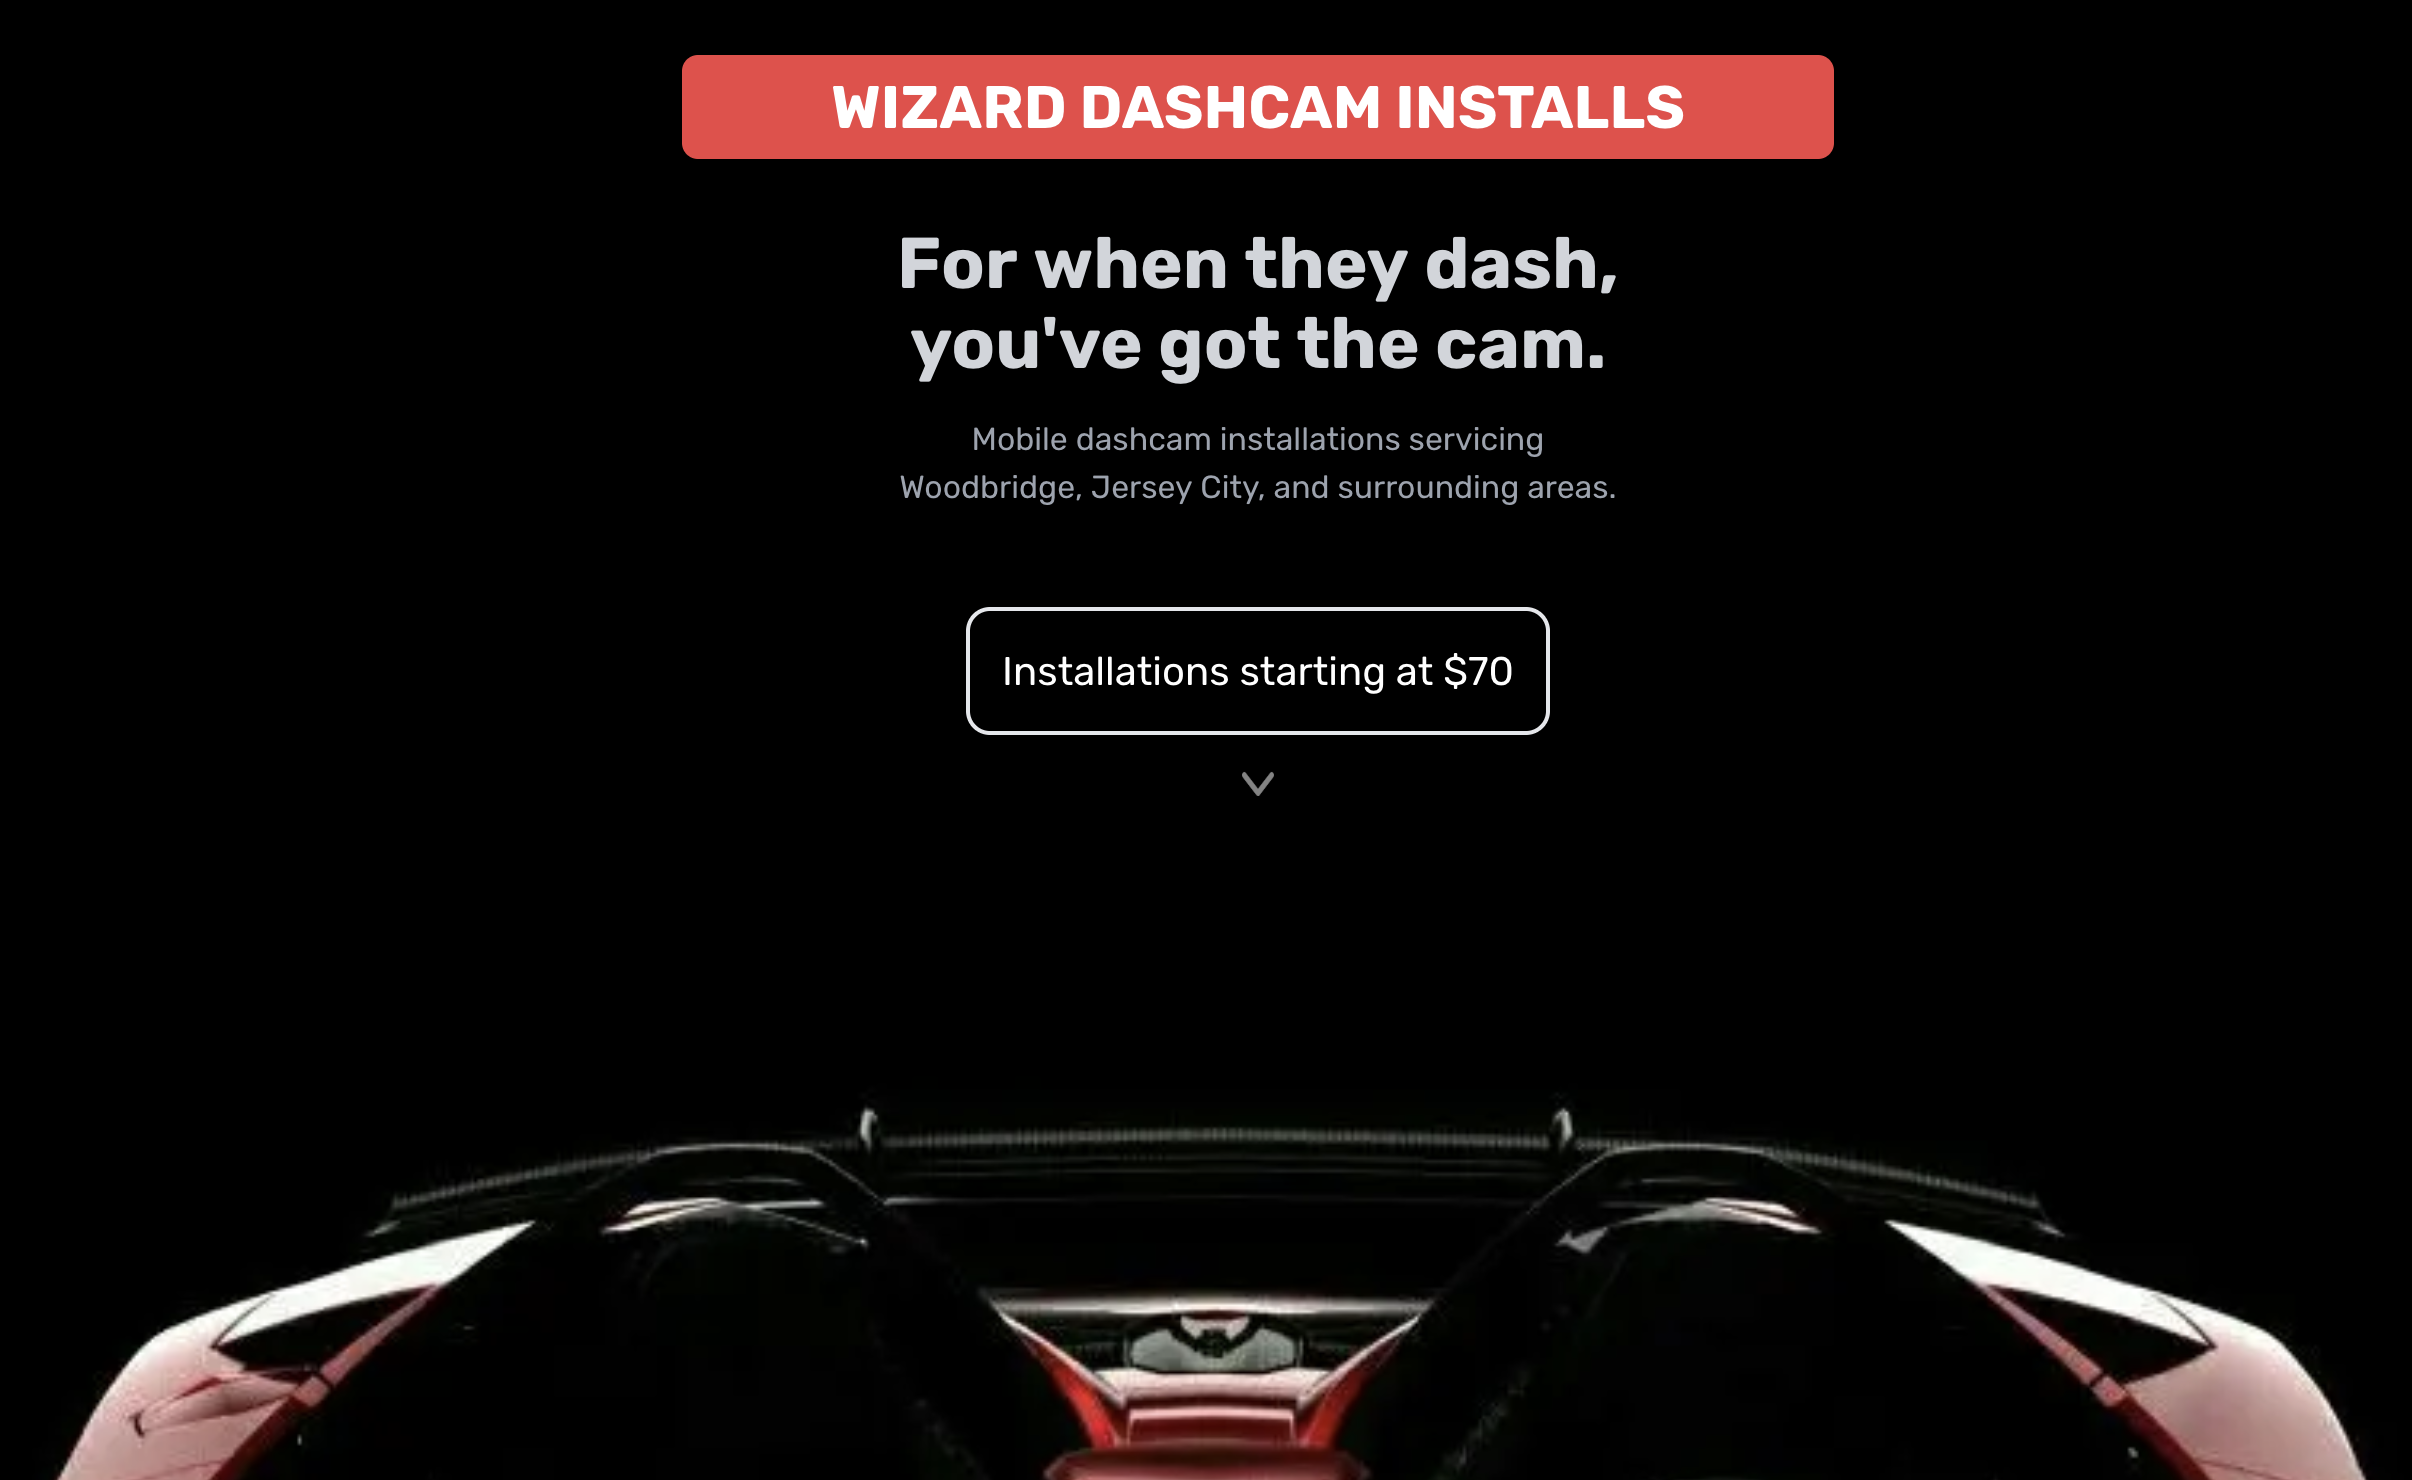 WIZARD DASHCAM INSTALLS
For when they dash,
you've got the cam.
Mobile dashcam installations servicing
Woodbridge, Jersey City, and surrounding areas.
Installations starting at $70